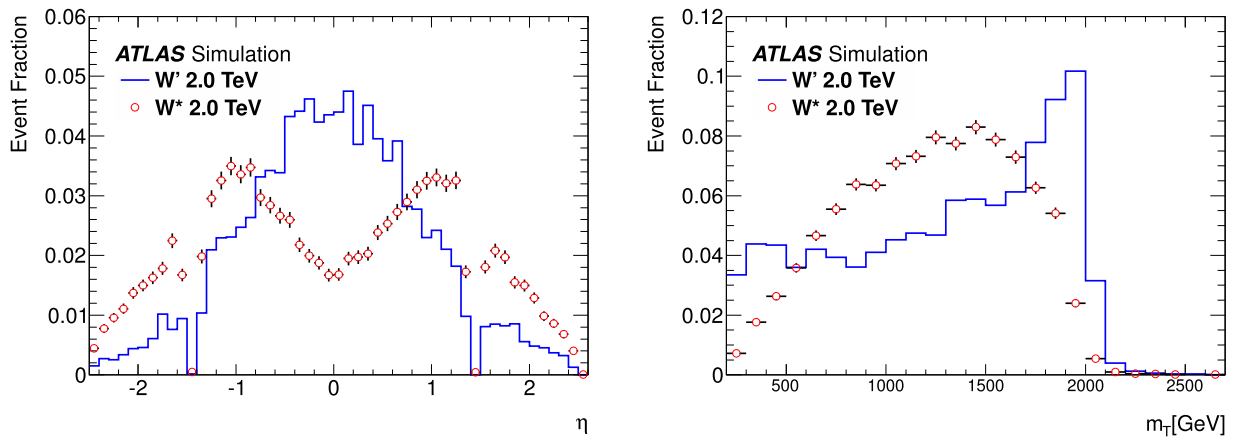 Event Fraction
0.06
0.05
0.04
0.03
0.02
0.01
0
ATLAS Simulation
W' 2.0 TeV
W* 2.0 TeV
-2 -1 0 1 2
η
Event Fraction
0.12
0.1
0.08
0.06
0.04
0.02
0
ATLAS Simulation
W' 2.0 TeV
W* 2.0 TeV
500 1000 1500 2000 2500
m_T[GeV]